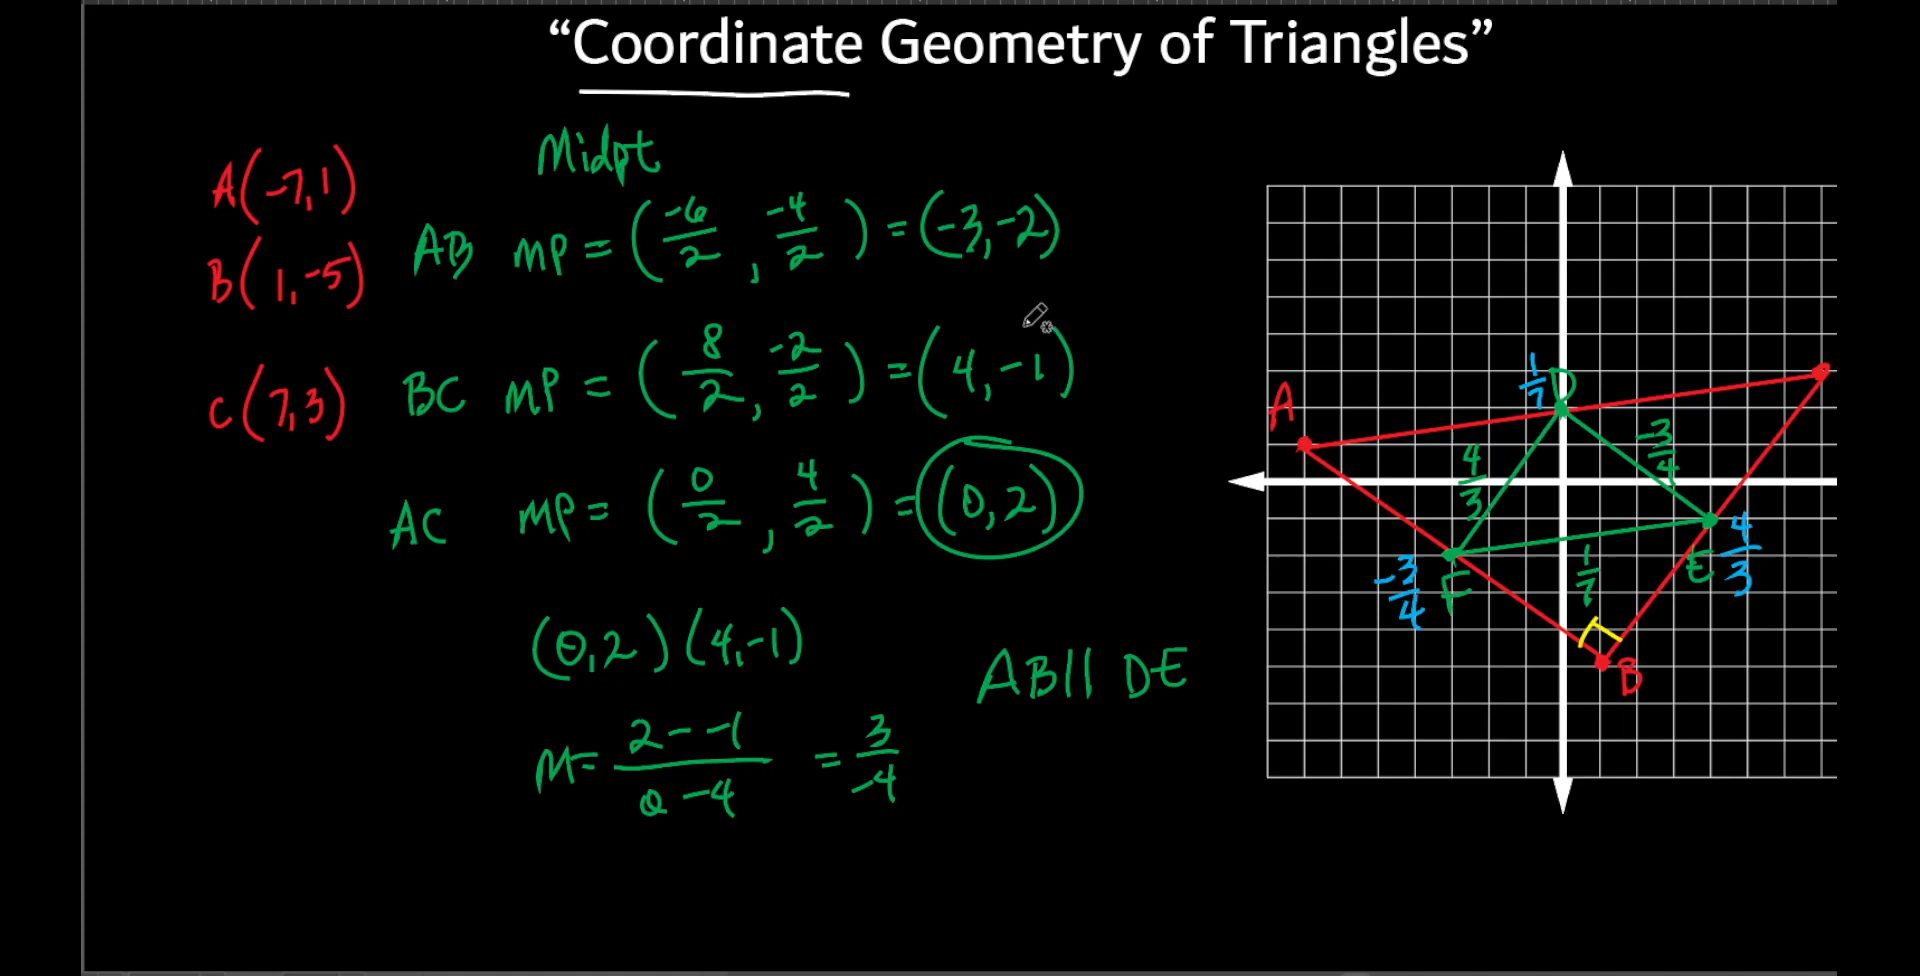 “Coordinate Geometry of Triangles”
Midpt
A(-7,1)
AB MP = (-6/2, -4/2) = (-3,-2)
B(1,-5)
BC MP = (8/2, -2/2) = (4,-1)
C(7,3)
AC MP = (0/2, 4/2) = (0,2)
(0,2)(4,-1)
AB || DE
M= 2--1/0-4 = 3/-4
1/7
D
A
-3/4
4/3
4/3
-3/4
F
1/7
E
B